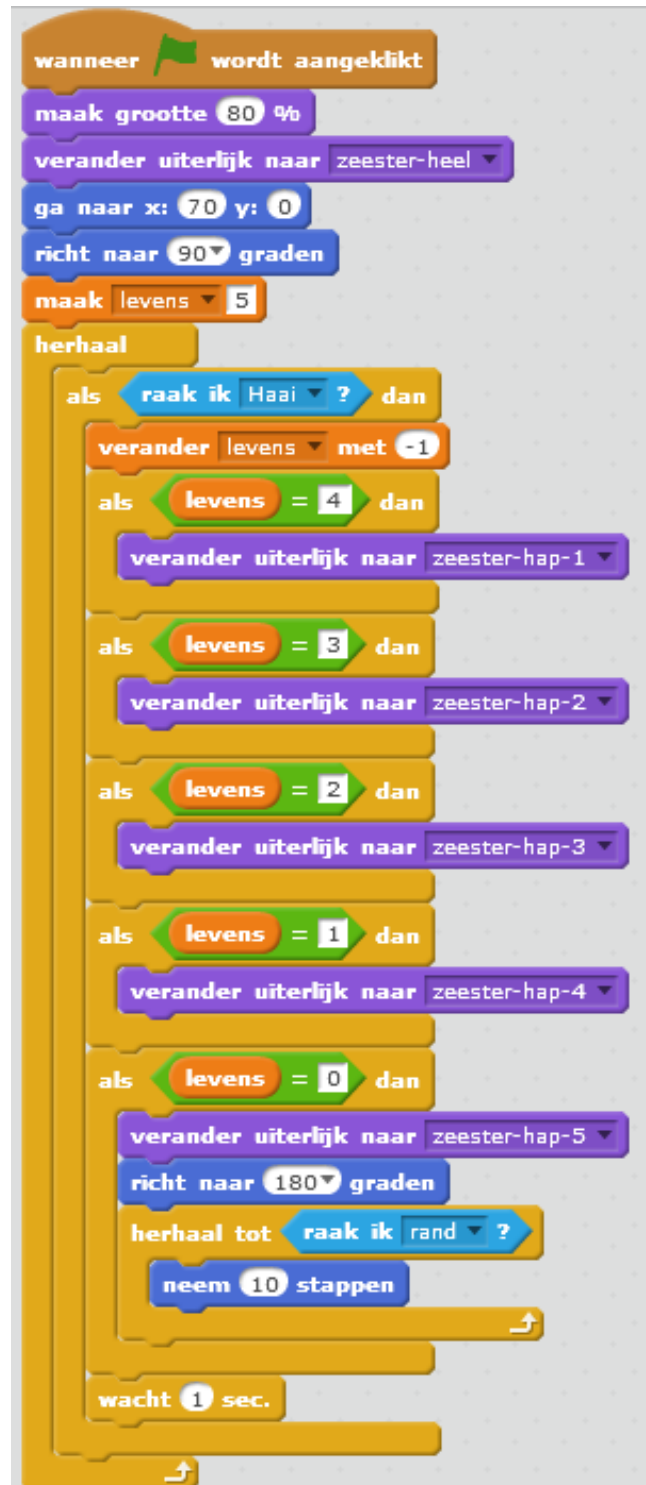 wanneer wordt aangeklikt
maak grootte 80 %
verander uiterlijk naar zeester-heel
ga naar x: 70 y: 0
richt naar 90 graden
maak levens 5
herhaal
als raak ik Haai ? dan
verander levens met -1
als levens = 4 dan
verander uiterlijk naar zeester-hap-1
als levens = 3 dan
verander uiterlijk naar zeester-hap-2
als levens = 2 dan
verander uiterlijk naar zeester-hap-3
als levens = 1 dan
verander uiterlijk naar zeester-hap-4
als levens = 0 dan
verander uiterlijk naar zeester-hap-5
richt naar 180 graden
herhaal tot raak ik rand ?
neem 10 stappen
wacht 1 sec.